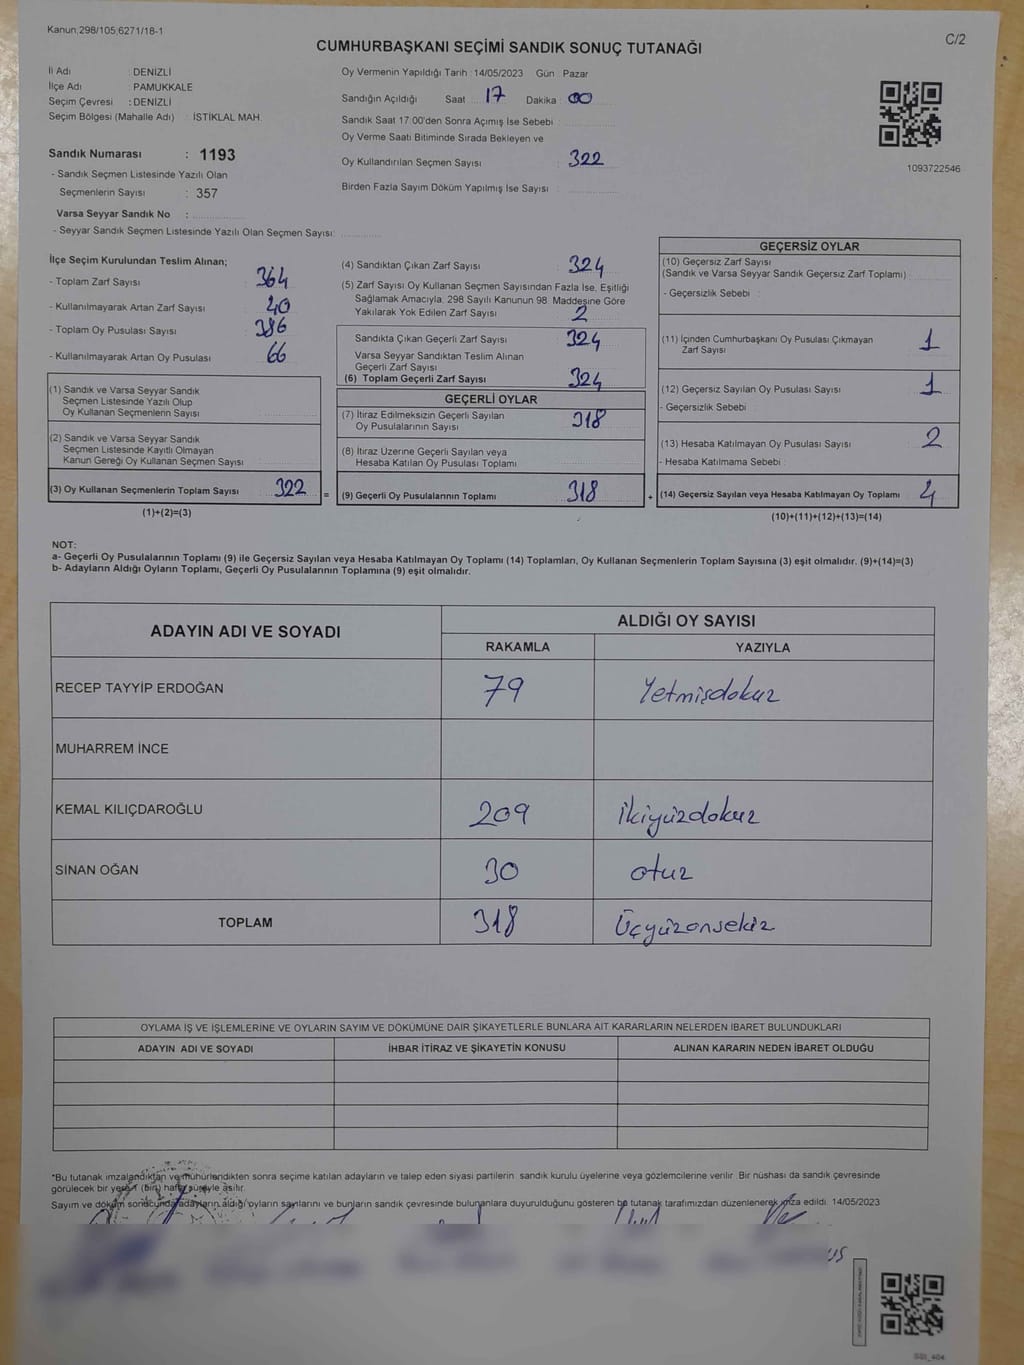 Kanun;298/105;6271/18-1
C/2
CUMHURBAŞKANI SEÇİMİ SANDIK SONUÇ TUTANAĞI
İl Adı : DENİZLİ
İlçe Adı : PAMUKKALE
Seçim Çevresi : DENİZLİ
Seçim Bölgesi (Mahalle Adı) : İSTİKLAL MAH.
Sandık Numarası : 1193
- Sandık Seçmen Listesinde Yazılı Olan
Seçmenlerin Sayısı : 357
Varsa Seyyar Sandık No :
- Seyyar Sandık Seçmen Listesinde Yazılı Olan Seçmen Sayısı:
Oy Vermenin Yapıldığı Tarih : 14/05/2023 Gün : Pazar
Sandığın Açıldığı Saat 17 Dakika 00
Sandık Saat 17:00'den Sonra Açımış İse Sebebi
Oy Verme Saati Bitiminde Sırada Bekleyen ve
Oy Kullandırılan Seçmen Sayısı : 322
Birden Fazla Sayım Döküm Yapılmış İse Sayısı :
1093722546
İlçe Seçim Kurulundan Teslim Alınan;
- Toplam Zarf Sayısı : 364
- Kullanılmayarak Artan Zarf Sayısı : 40
- Toplam Oy Pusulası Sayısı : 386
- Kullanılmayarak Artan Oy Pusulası : 66
(1) Sandık ve Varsa Seyyar Sandık
Seçmen Listesinde Yazılı Olup
Oy Kullanan Seçmenlerin Sayısı
(2) Sandık ve Varsa Seyyar Sandık
Seçmen Listesinde Kayıtlı Olmayan
Kanun Gereği Oy Kullanan Seçmen Sayısı
(3) Oy Kullanan Seçmenlerin Toplam Sayısı 322
(1)+(2)=(3)
=
(4) Sandıktan Çıkan Zarf Sayısı : 324
(5) Zarf Sayısı Oy Kullanan Seçmen Sayısından Fazla İse, Eşitliği
Sağlamak Amacıyla, 298 Sayılı Kanunun 98. Maddesine Göre
Yakılarak Yok Edilen Zarf Sayısı : 2
Sandıkta Çıkan Geçerli Zarf Sayısı : 324
Varsa Seyyar Sandıktan Teslim Alınan
Geçerli Zarf Sayısı
(6) Toplam Geçerli Zarf Sayısı 324
GEÇERLİ OYLAR
(7) İtiraz Edilmeksizin Geçerli Sayılan
Oy Pusulalarının Sayısı 318
(8) İtiraz Üzerine Geçerli Sayılan veya
Hesaba Katılan Oy Pusulası Toplamı
(9) Geçerli Oy Pusulalarının Toplamı 318
+
GEÇERSİZ OYLAR
(10) Geçersiz Zarf Sayısı
(Sandık ve Varsa Seyyar Sandık Geçersiz Zarf Toplamı)
- Geçersizlik Sebebi :
(11) İçinden Cumhurbaşkanı Oy Pusulası Çıkmayan
Zarf Sayısı 1
(12) Geçersiz Sayılan Oy Pusulası Sayısı 1
- Geçersizlik Sebebi
(13) Hesaba Katılmayan Oy Pusulası Sayısı 2
- Hesaba Katılmama Sebebi :
(14) Geçersiz Sayılan veya Hesaba Katılmayan Oy Toplamı 4
(10)+(11)+(12)+(13)=(14)
NOT:
a- Geçerli Oy Pusulalarının Toplamı (9) ile Geçersiz Sayılan veya Hesaba Katılmayan Oy Toplamı (14) Toplamları, Oy Kullanan Seçmenlerin Toplam Sayısına (3) eşit olmalıdır. (9)+(14)=(3)
b- Adayların Aldığı Oyların Toplamı, Geçerli Oy Pusulalarının Toplamına (9) eşit olmalıdır.
ADAYIN ADI VE SOYADI
ALDIĞI OY SAYISI
RAKAMLA YAZIYLA
RECEP TAYYİP ERDOĞAN 79 Yetmişdokuz
MUHARREM İNCE
KEMAL KILIÇDAROĞLU 209 ikiyüzdokuz
SİNAN OĞAN 30 otuz
TOPLAM 318 Üçyüzonsekiz
OYLAMA İŞ VE İŞLEMLERİNE VE OYLARIN SAYIM VE DÖKÜMÜNE DAİR ŞİKAYETLERLE BUNLARA AİT KARARLARIN NELERDEN İBARET BULUNDUKLARI
ADAYIN ADI VE SOYADI İHBAR İTİRAZ VE ŞİKAYETİN KONUSU ALINAN KARARIN NEDEN İBARET OLDUĞU
*Bu tutanak imzalandıktan ve mühürlendikten sonra seçime katılan adayların ve talep eden siyasi partilerin sandık kurulu üyelerine veya gözlemcilerine verilir. Bir nüshası da sandık çevresinde
görülecek bir yere 1 (bir) hafta süreyle asılır.
Sayım ve döküm sonucunda adayların aldığı oyların sayılarını ve bunların sandık çevresinde bulunanlara duyurulduğunu gösteren bu tutanak tarafımızdan düzenlenerek imza edildi. 14/05/2023